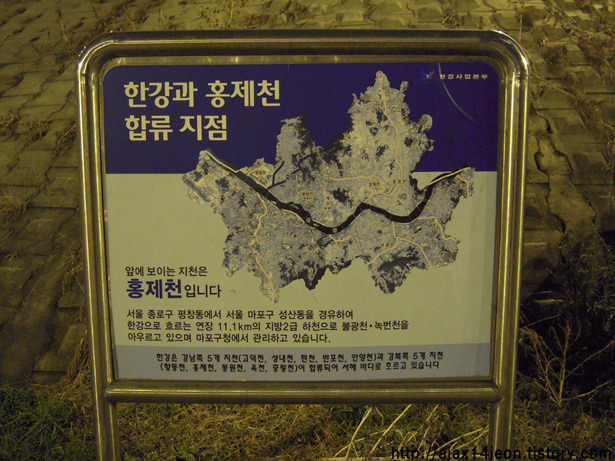 한강사업본부
한강과 홍제천
합류 지점
앞에 보이는 지천은
홍제천입니다
서울 종로구 평창동에서 서울 마포구 성산동을 경유하여
한강으로 흐르는 연장 11.1km의 지방2급 하천으로 불광천·녹번천을
아우르고 있으며 마포구청에서 관리하고 있습니다.
한강은 강남쪽 5개 지천(고덕천, 성내천, 탄천, 반포천, 안양천)과 강북쪽 5개 지천
(향동천, 홍제천, 봉원천, 욱천, 중랑천)이 합류되어 서해 바다로 흐르고 있습니다
http://ajax14jeon.tistory.com